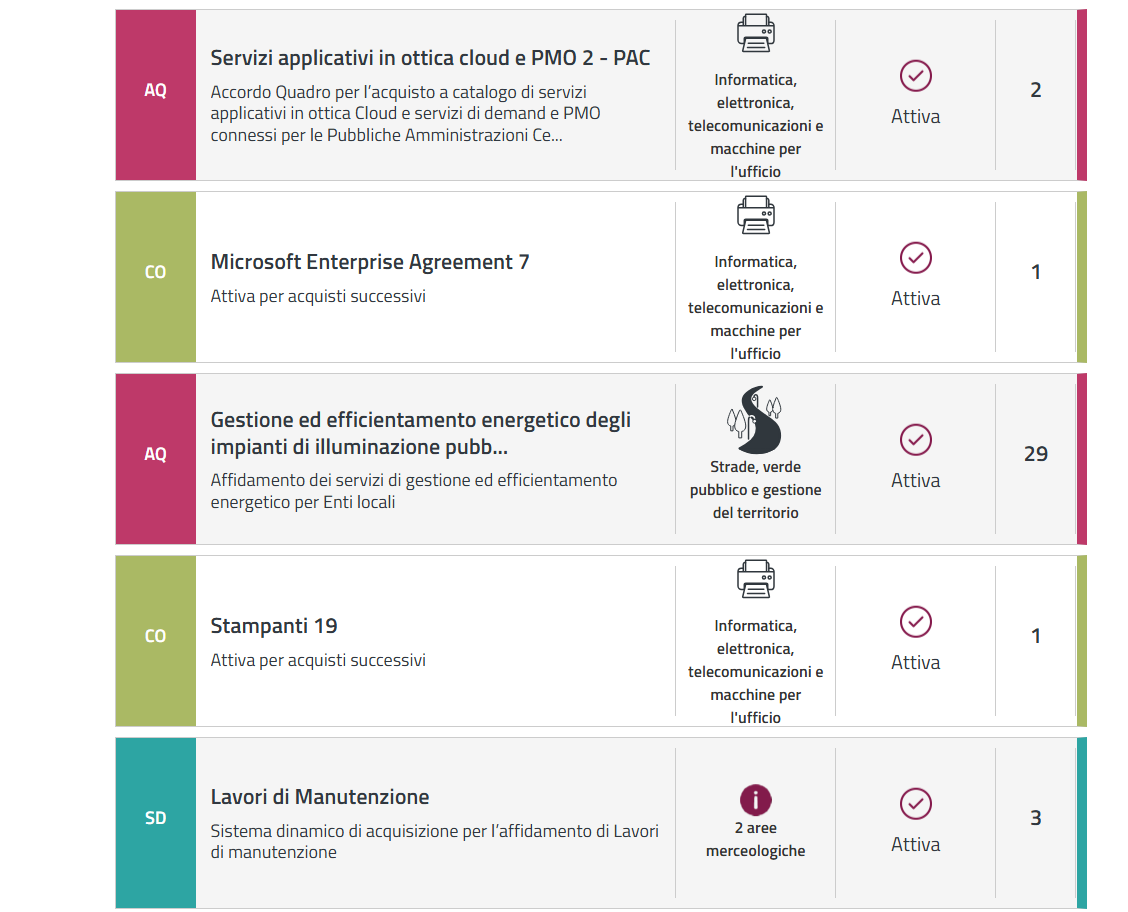 AQ
Servizi applicativi in ottica cloud e PMO 2 - PAC
Accordo Quadro per l’acquisto a catalogo di servizi
applicativi in ottica Cloud e servizi di demand e PMO
connessi per le Pubbliche Amministrazioni Ce...
Informatica,
elettronica,
telecomunicazioni e
macchine per
l'ufficio
Attiva
2
CO
Microsoft Enterprise Agreement 7
Attiva per acquisti successivi
Informatica,
elettronica,
telecomunicazioni e
macchine per
l'ufficio
Attiva
1
AQ
Gestione ed efficientamento energetico degli
impianti di illuminazione pubb...
Affidamento dei servizi di gestione ed efficientamento
energetico per Enti locali
Strade, verde
pubblico e gestione
del territorio
Attiva
29
CO
Stampanti 19
Attiva per acquisti successivi
Informatica,
elettronica,
telecomunicazioni e
macchine per
l'ufficio
Attiva
1
SD
Lavori di Manutenzione
Sistema dinamico di acquisizione per l’affidamento di Lavori
di manutenzione
2 aree
merceologiche
Attiva
3